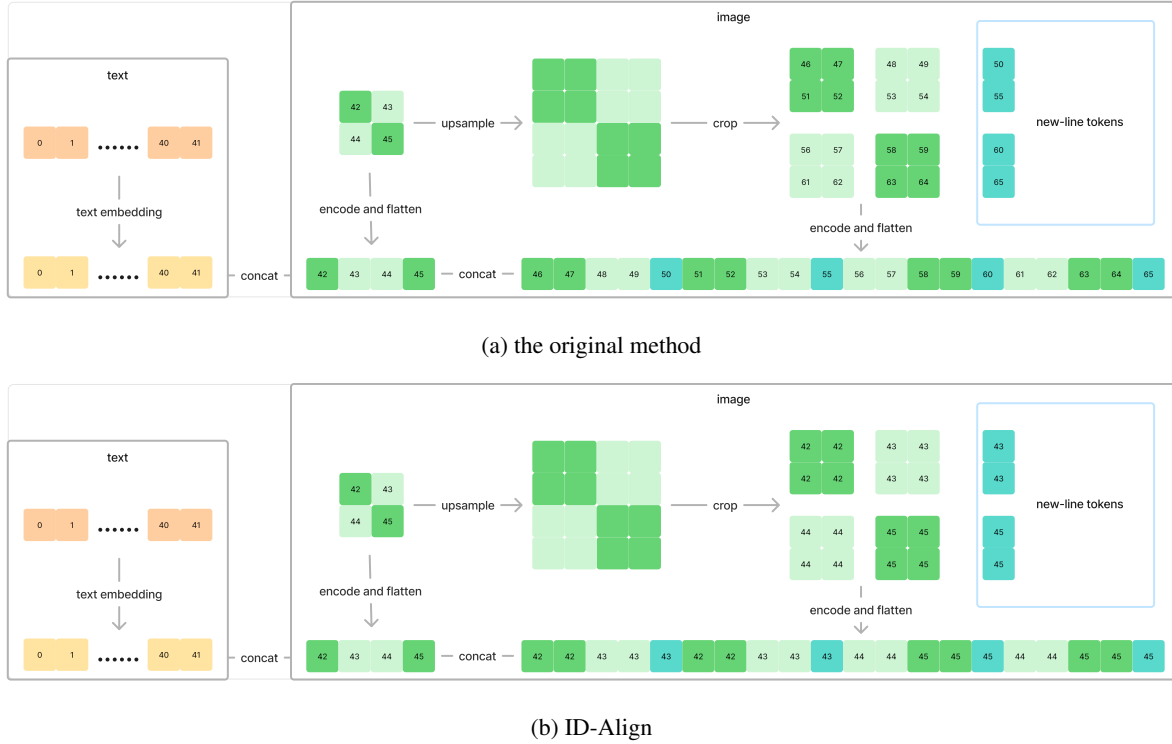 image
text
46 47 48 49 50
42 43
51 52 53 54 55
upsample crop new-line tokens
0 1 ...... 40 41
44 45
56 57 58 59 60
61 62 63 64 65
text embedding
encode and flatten
encode and flatten
0 1 ...... 40 41 concat 42 43 44 45 concat 46 47 48 49 50 51 52 53 54 55 56 57 58 59 60 61 62 63 64 65
(a) the original method
image
text
42 42 43 43 43
42 43
42 42 43 43 43
upsample crop new-line tokens
0 1 ...... 40 41
44 45
44 44 45 45 45
44 44 45 45 45
text embedding
encode and flatten
encode and flatten
0 1 ...... 40 41 concat 42 43 44 45 concat 42 42 43 43 43 42 42 43 43 43 44 44 45 45 45 44 44 45 45 45
(b) ID-Align